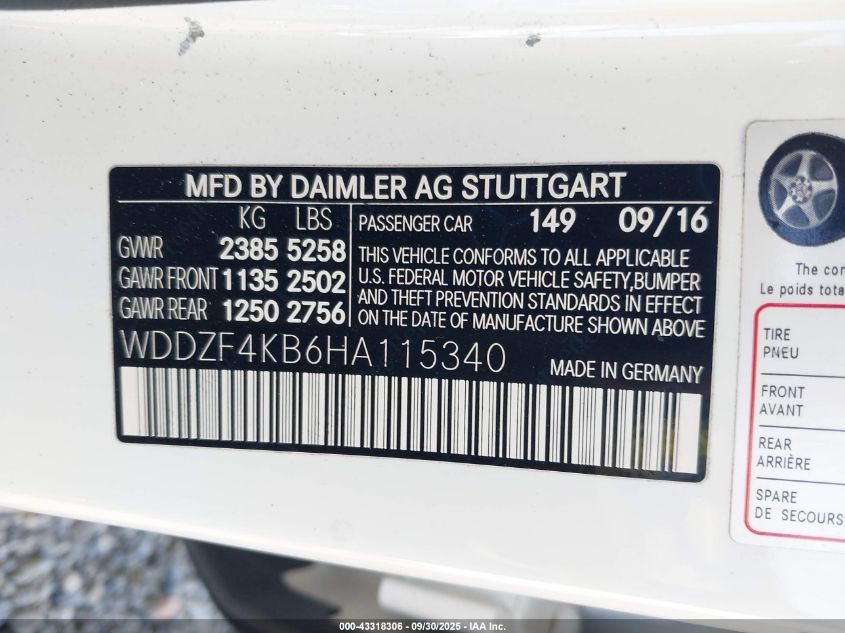 MFD BY DAIMLER AG STUTTGART
KG LBS
GVWR 2385 5258
GAWR FRONT 1135 2502
GAWR REAR 1250 2756
PASSENGER CAR 149 09/16
THIS VEHICLE CONFORMS TO ALL APPLICABLE
U.S. FEDERAL MOTOR VEHICLE SAFETY,BUMPER
AND THEFT PREVENTION STANDARDS IN EFFECT
ON THE DATE OF MANUFACTURE SHOWN ABOVE
WDDZF4KB6HA115340
MADE IN GERMANY
The com
Le poids tota
TIRE
PNEU
FRONT
AVANT
REAR
ARRIÈRE
SPARE
DE SECOURS
000-43318306 - 09/30/2025 - IAA Inc.